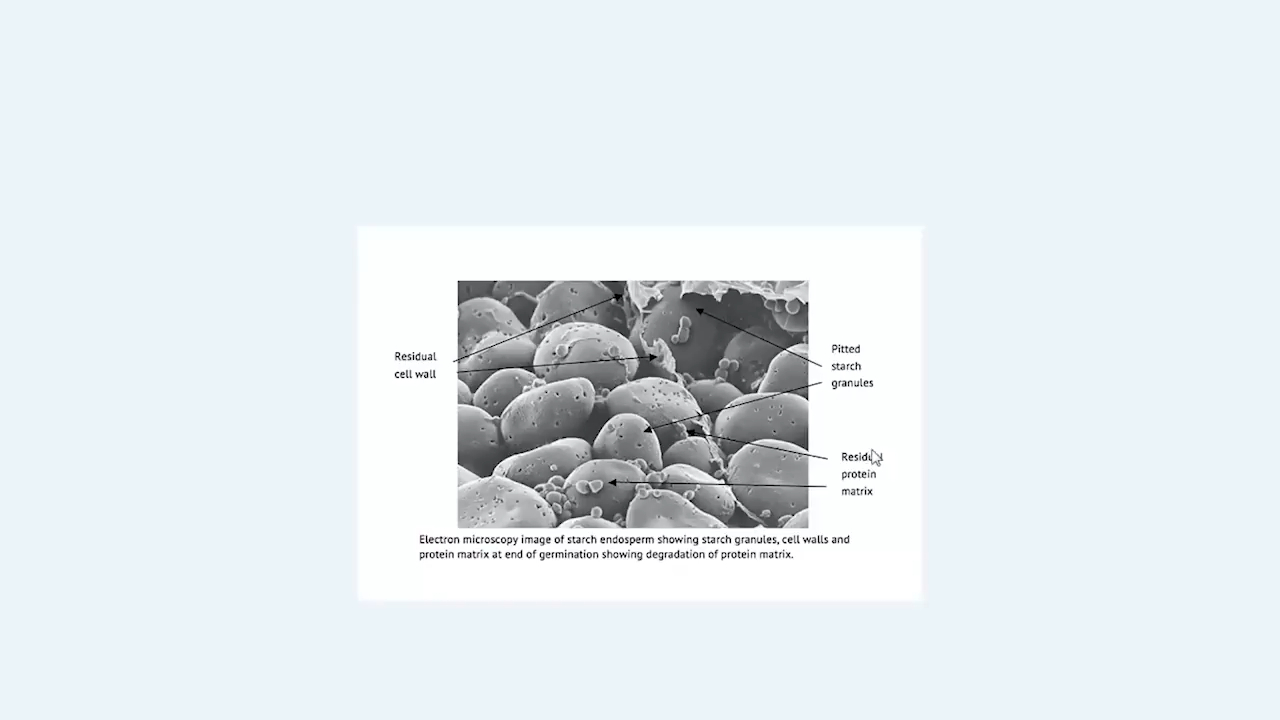 Residual
cell wall
Pitted
starch
granules
Residual
protein
matrix
Electron microscopy image of starch endosperm showing starch granules, cell walls and
protein matrix at end of germination showing degradation of protein matrix.